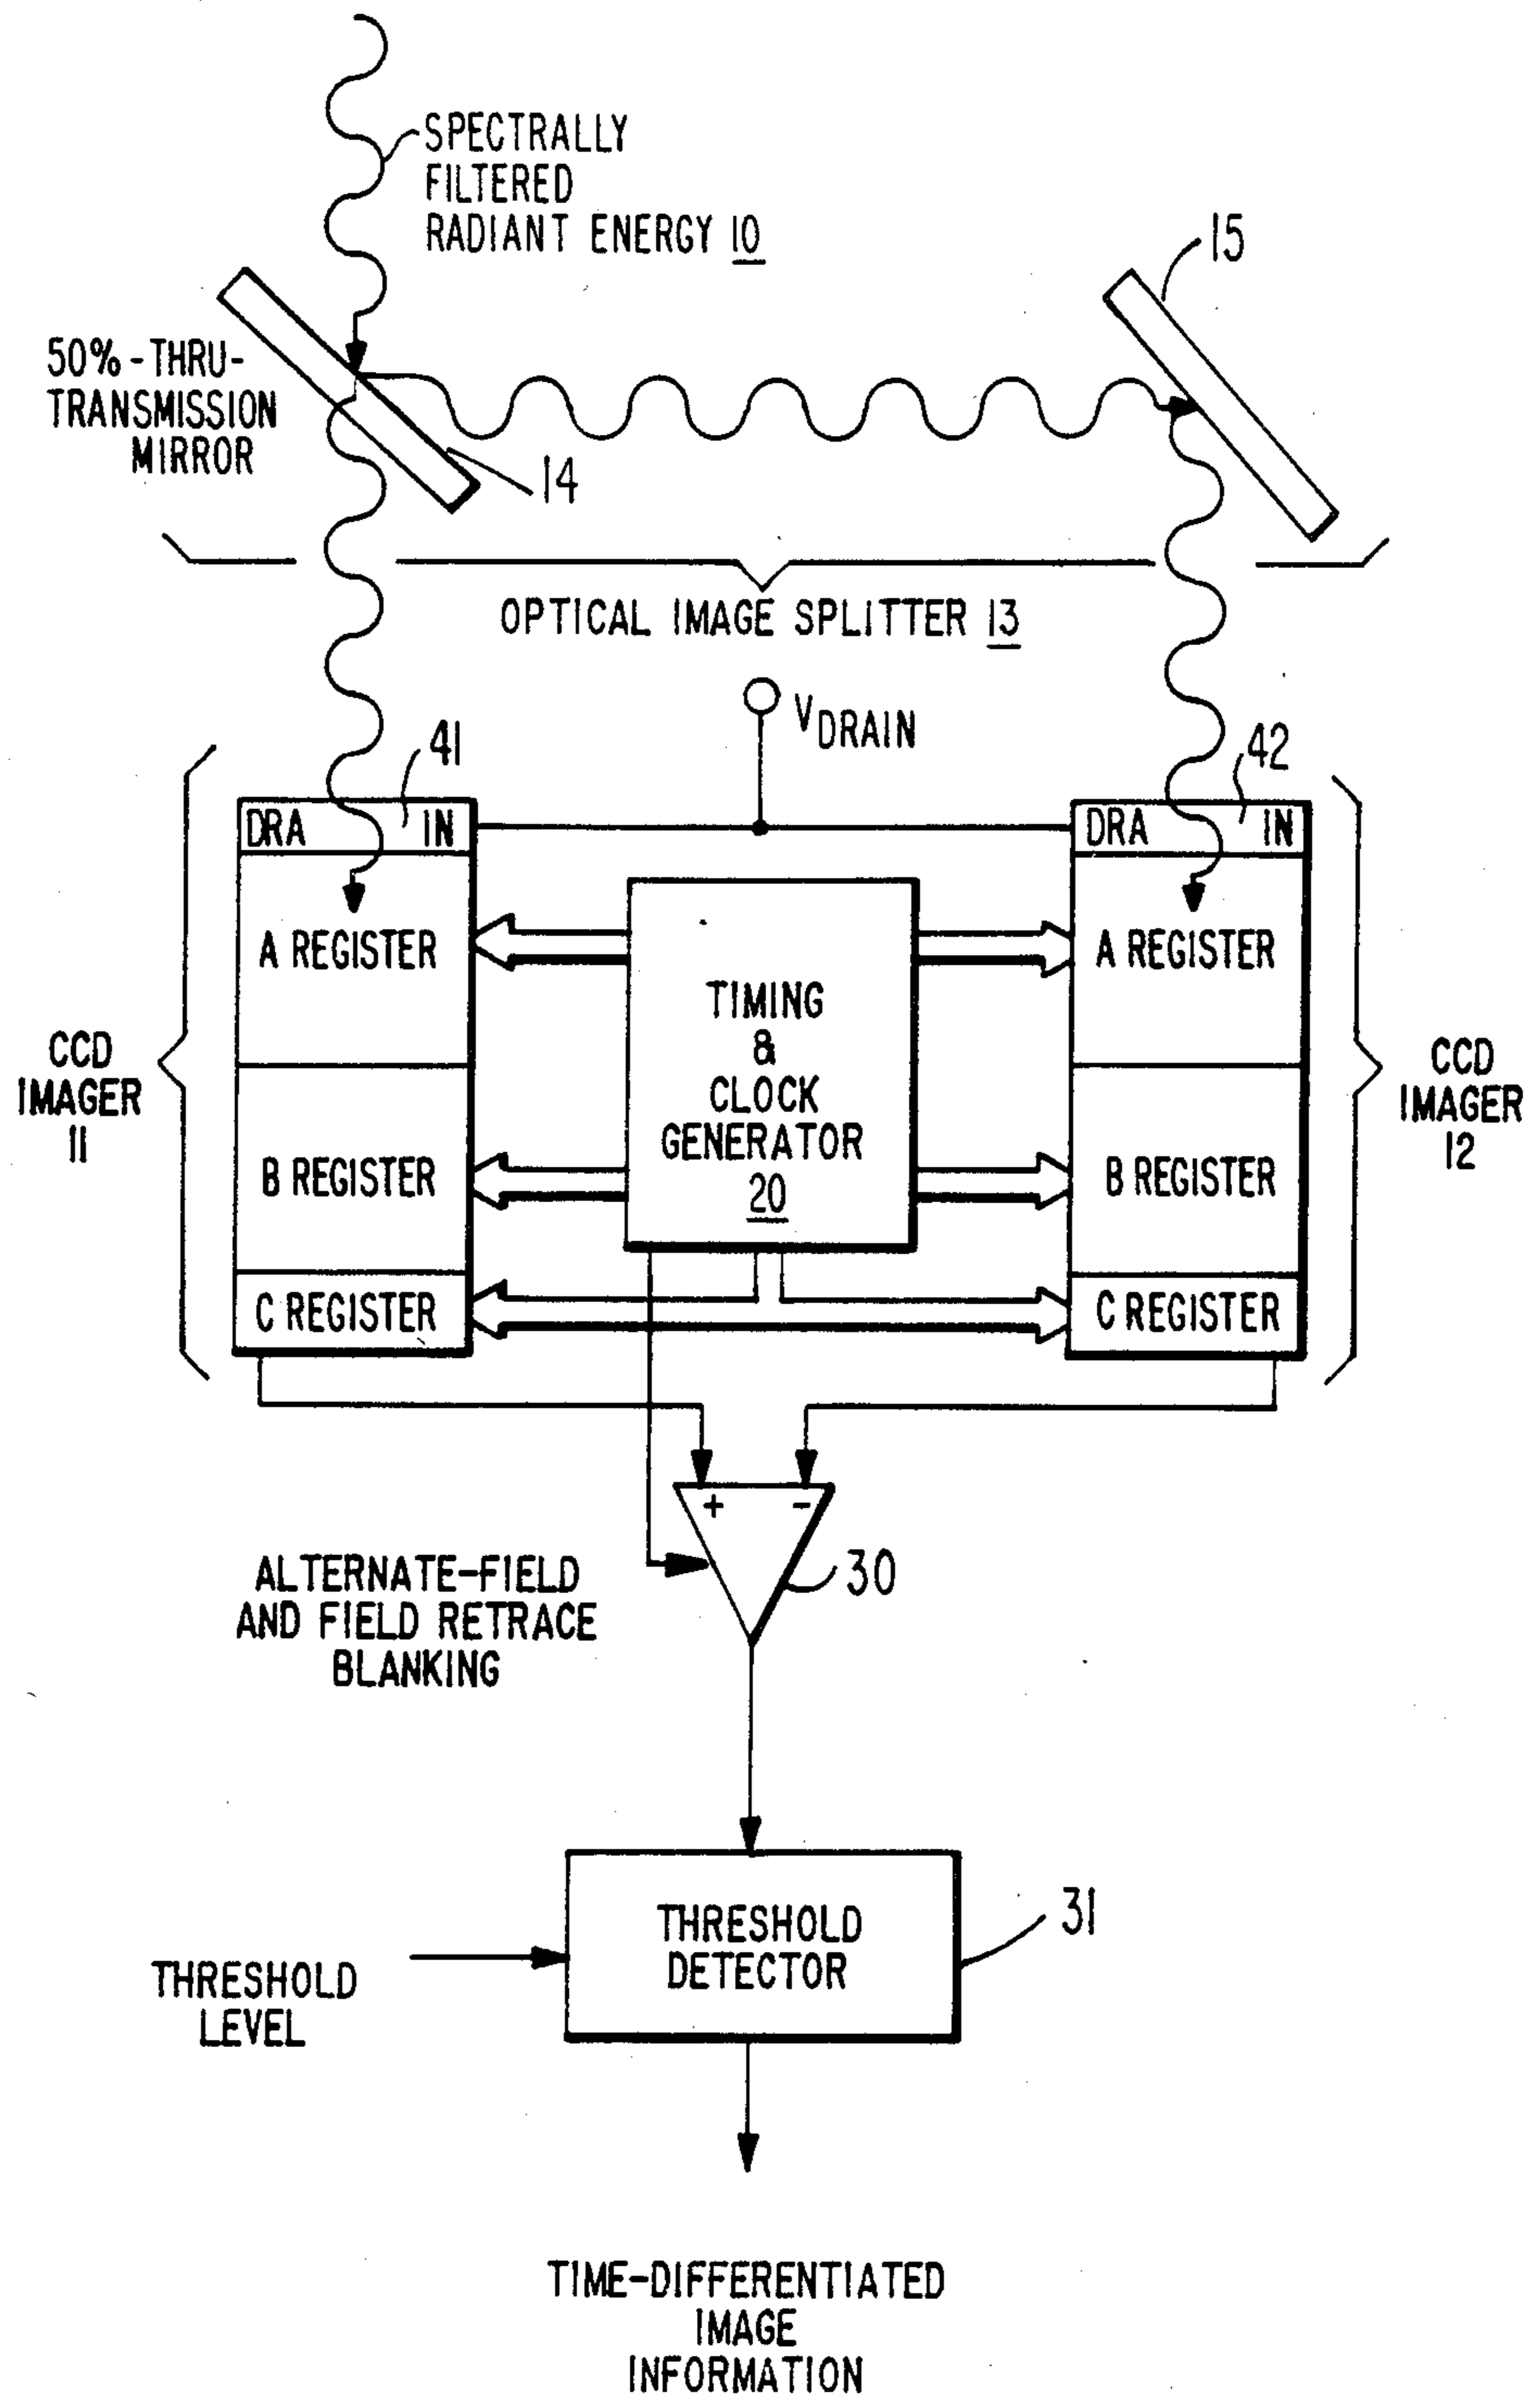 SPECTRALLY
FILTERED
RADIANT ENERGY 10
15
50%-THRU-
TRANSMISSION
MIRROR
14
OPTICAL IMAGE SPLITTER 13
VDRAIN
41
42
DRA IN
DRA IN
A REGISTER
A REGISTER
TIMING
&
CLOCK
GENERATOR
20
CCD
IMAGER
11
CCD
IMAGER
12
B REGISTER
B REGISTER
C REGISTER
C REGISTER
+ −
30
ALTERNATE-FIELD
AND FIELD RETRACE
BLANKING
THRESHOLD
DETECTOR
31
THRESHOLD
LEVEL
TIME-DIFFERENTIATED
IMAGE
INFORMATION